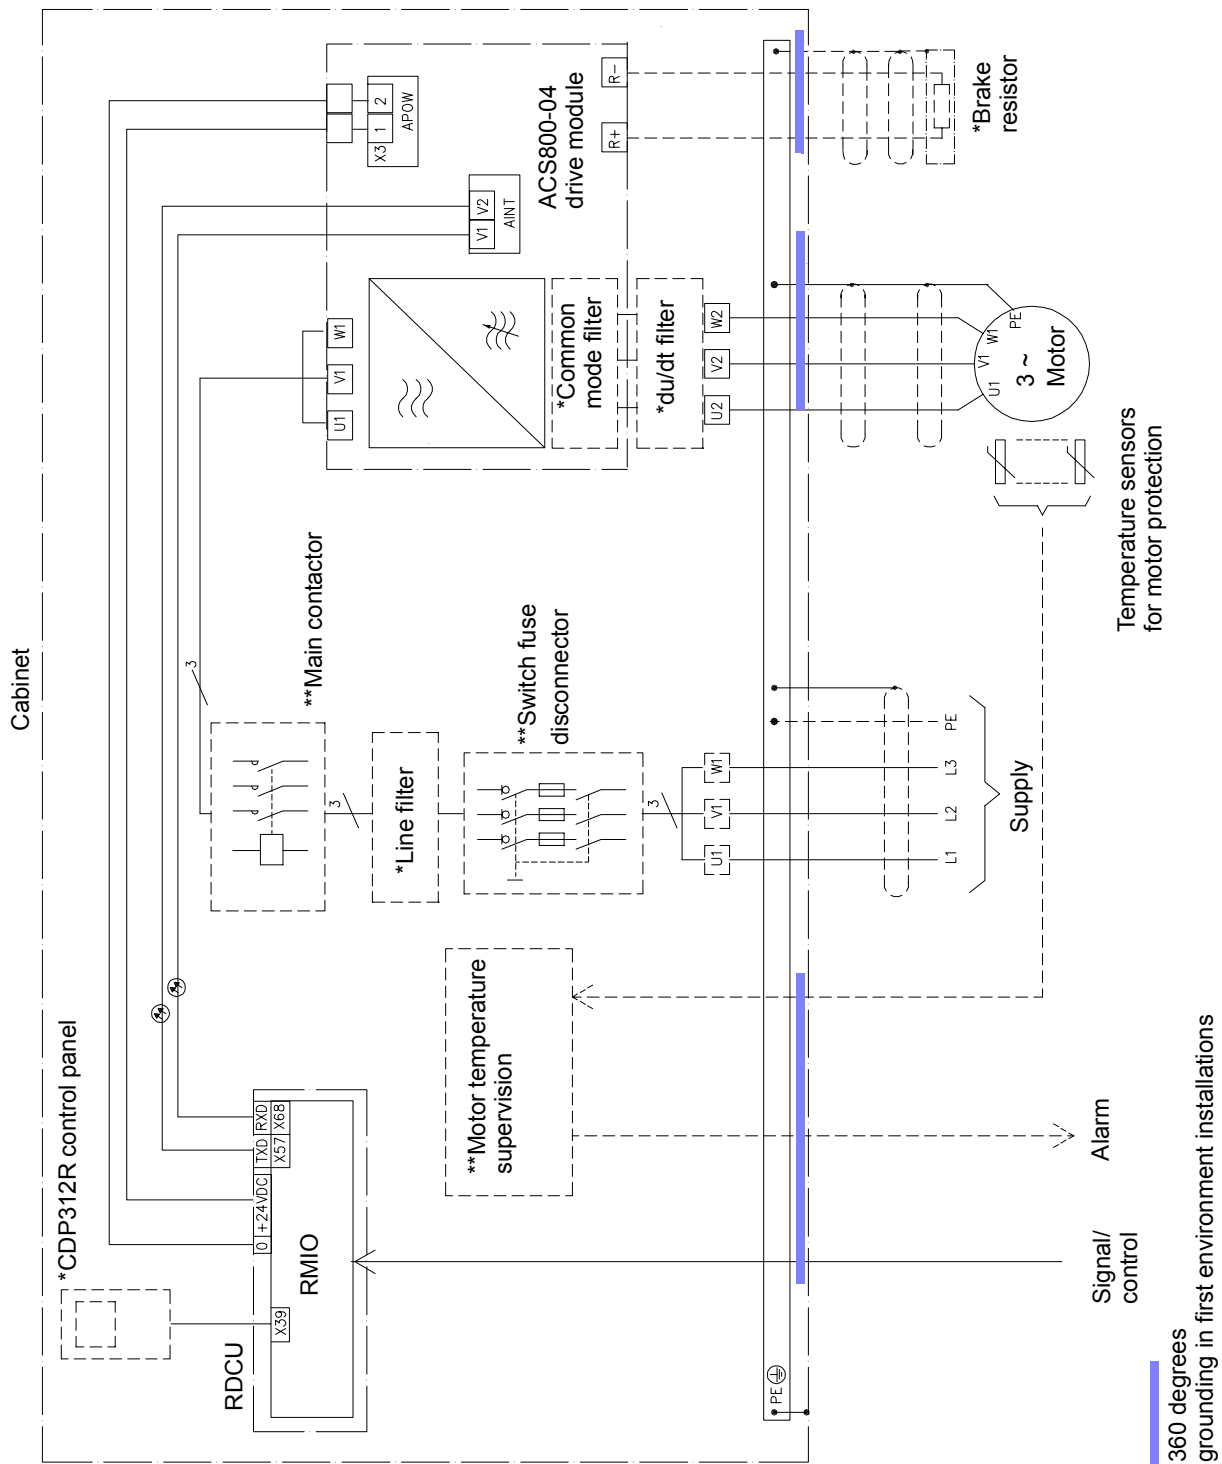 Cabinet
*CDP312R control panel
RDCU
RMIO
X39
0
+24VDC
TXD
RXD
X57
X68
3
**Main contactor
3
*Line filter
**Switch fuse
disconnector
3
U1
V1
W1
L1
L2
L3
PE
Supply
**Motor temperature
supervision
Alarm
Signal/
control
PE
U1
V1
W1
X3
1
2
APOW
V1
V2
AINT
ACS800-04
drive module
R+
R-
*Common
mode filter
*du/dt filter
U2
V2
W2
*Brake
resistor
U1
V1
W1
PE
3 ~
Motor
Temperature sensors
for motor protection
360 degrees
grounding in first environment installations